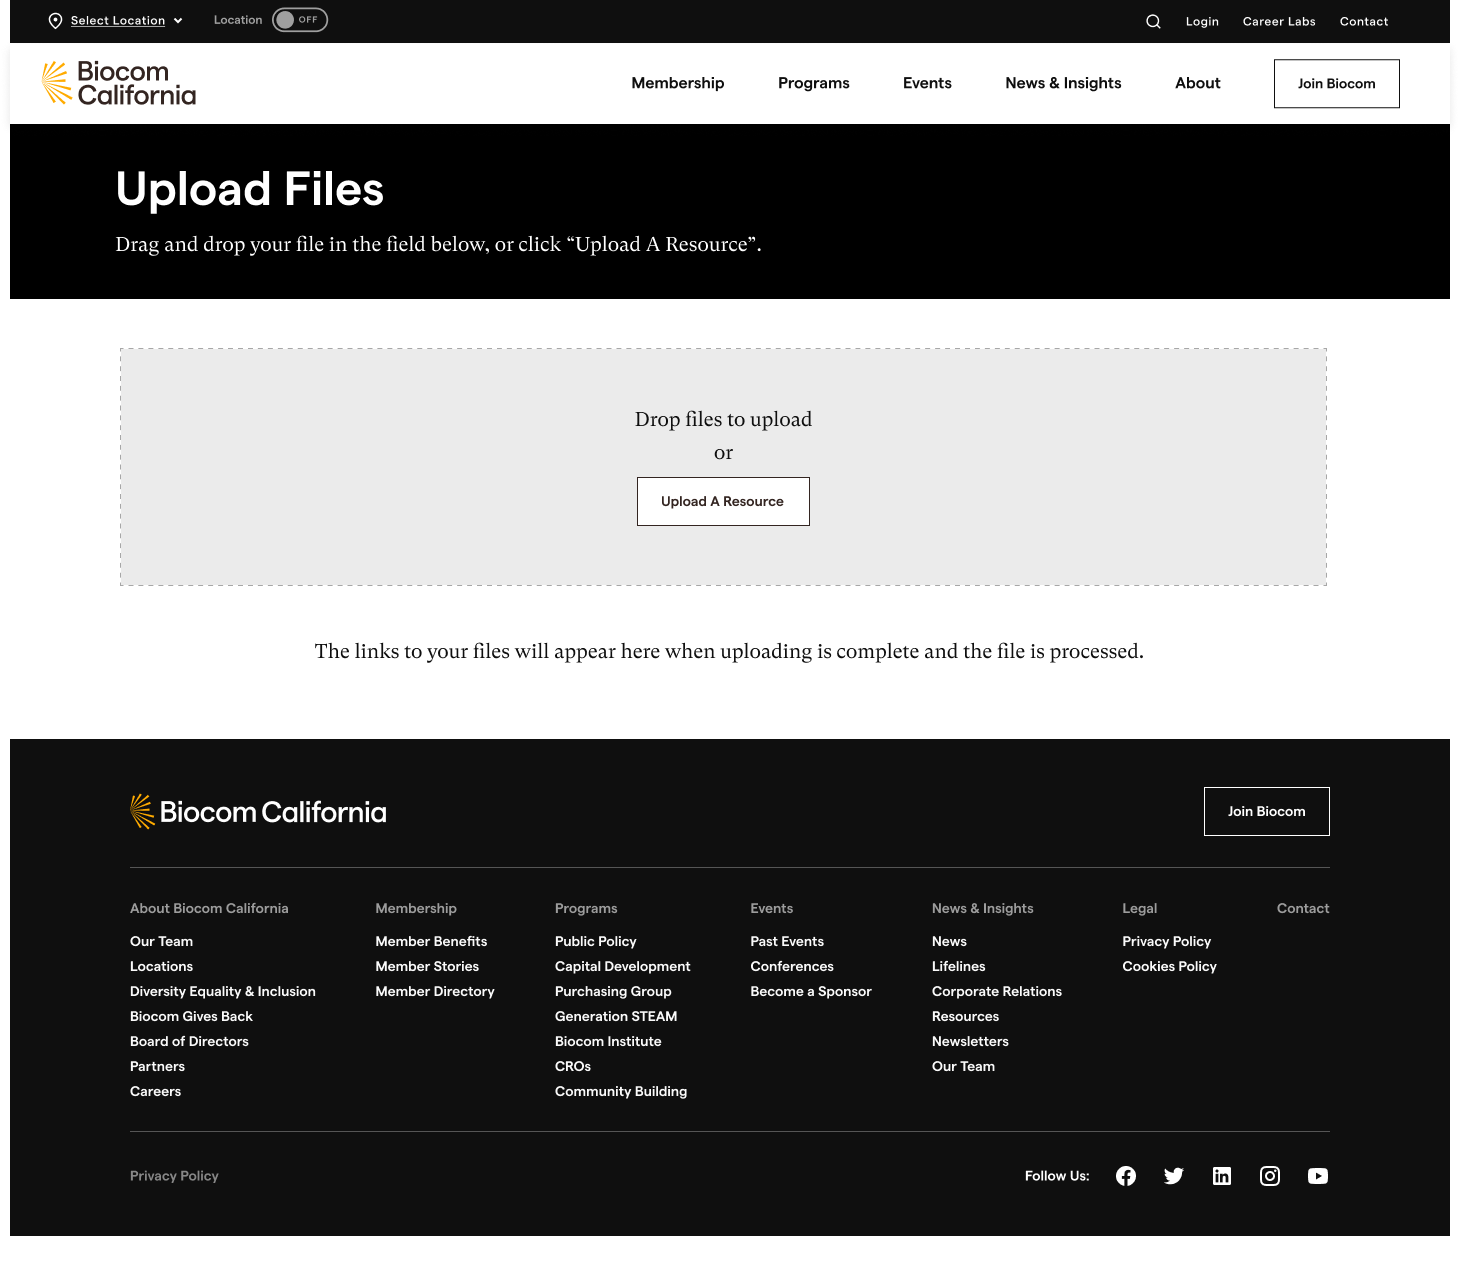 Select Location
Location OFF
Login Career Labs Contact
Biocom
California
Membership Programs Events News & Insights About Join Biocom
Upload Files
Drag and drop your file in the field below, or click “Upload A Resource”.
Drop files to upload
or
Upload A Resource
The links to your files will appear here when uploading is complete and the file is processed.
Biocom California
Join Biocom
About Biocom California
Our Team
Locations
Diversity Equality & Inclusion
Biocom Gives Back
Board of Directors
Partners
Careers
Membership
Member Benefits
Member Stories
Member Directory
Programs
Public Policy
Capital Development
Purchasing Group
Generation STEAM
Biocom Institute
CROs
Community Building
Events
Past Events
Conferences
Become a Sponsor
News & Insights
News
Lifelines
Corporate Relations
Resources
Newsletters
Our Team
Legal
Privacy Policy
Cookies Policy
Contact
Privacy Policy
Follow Us: